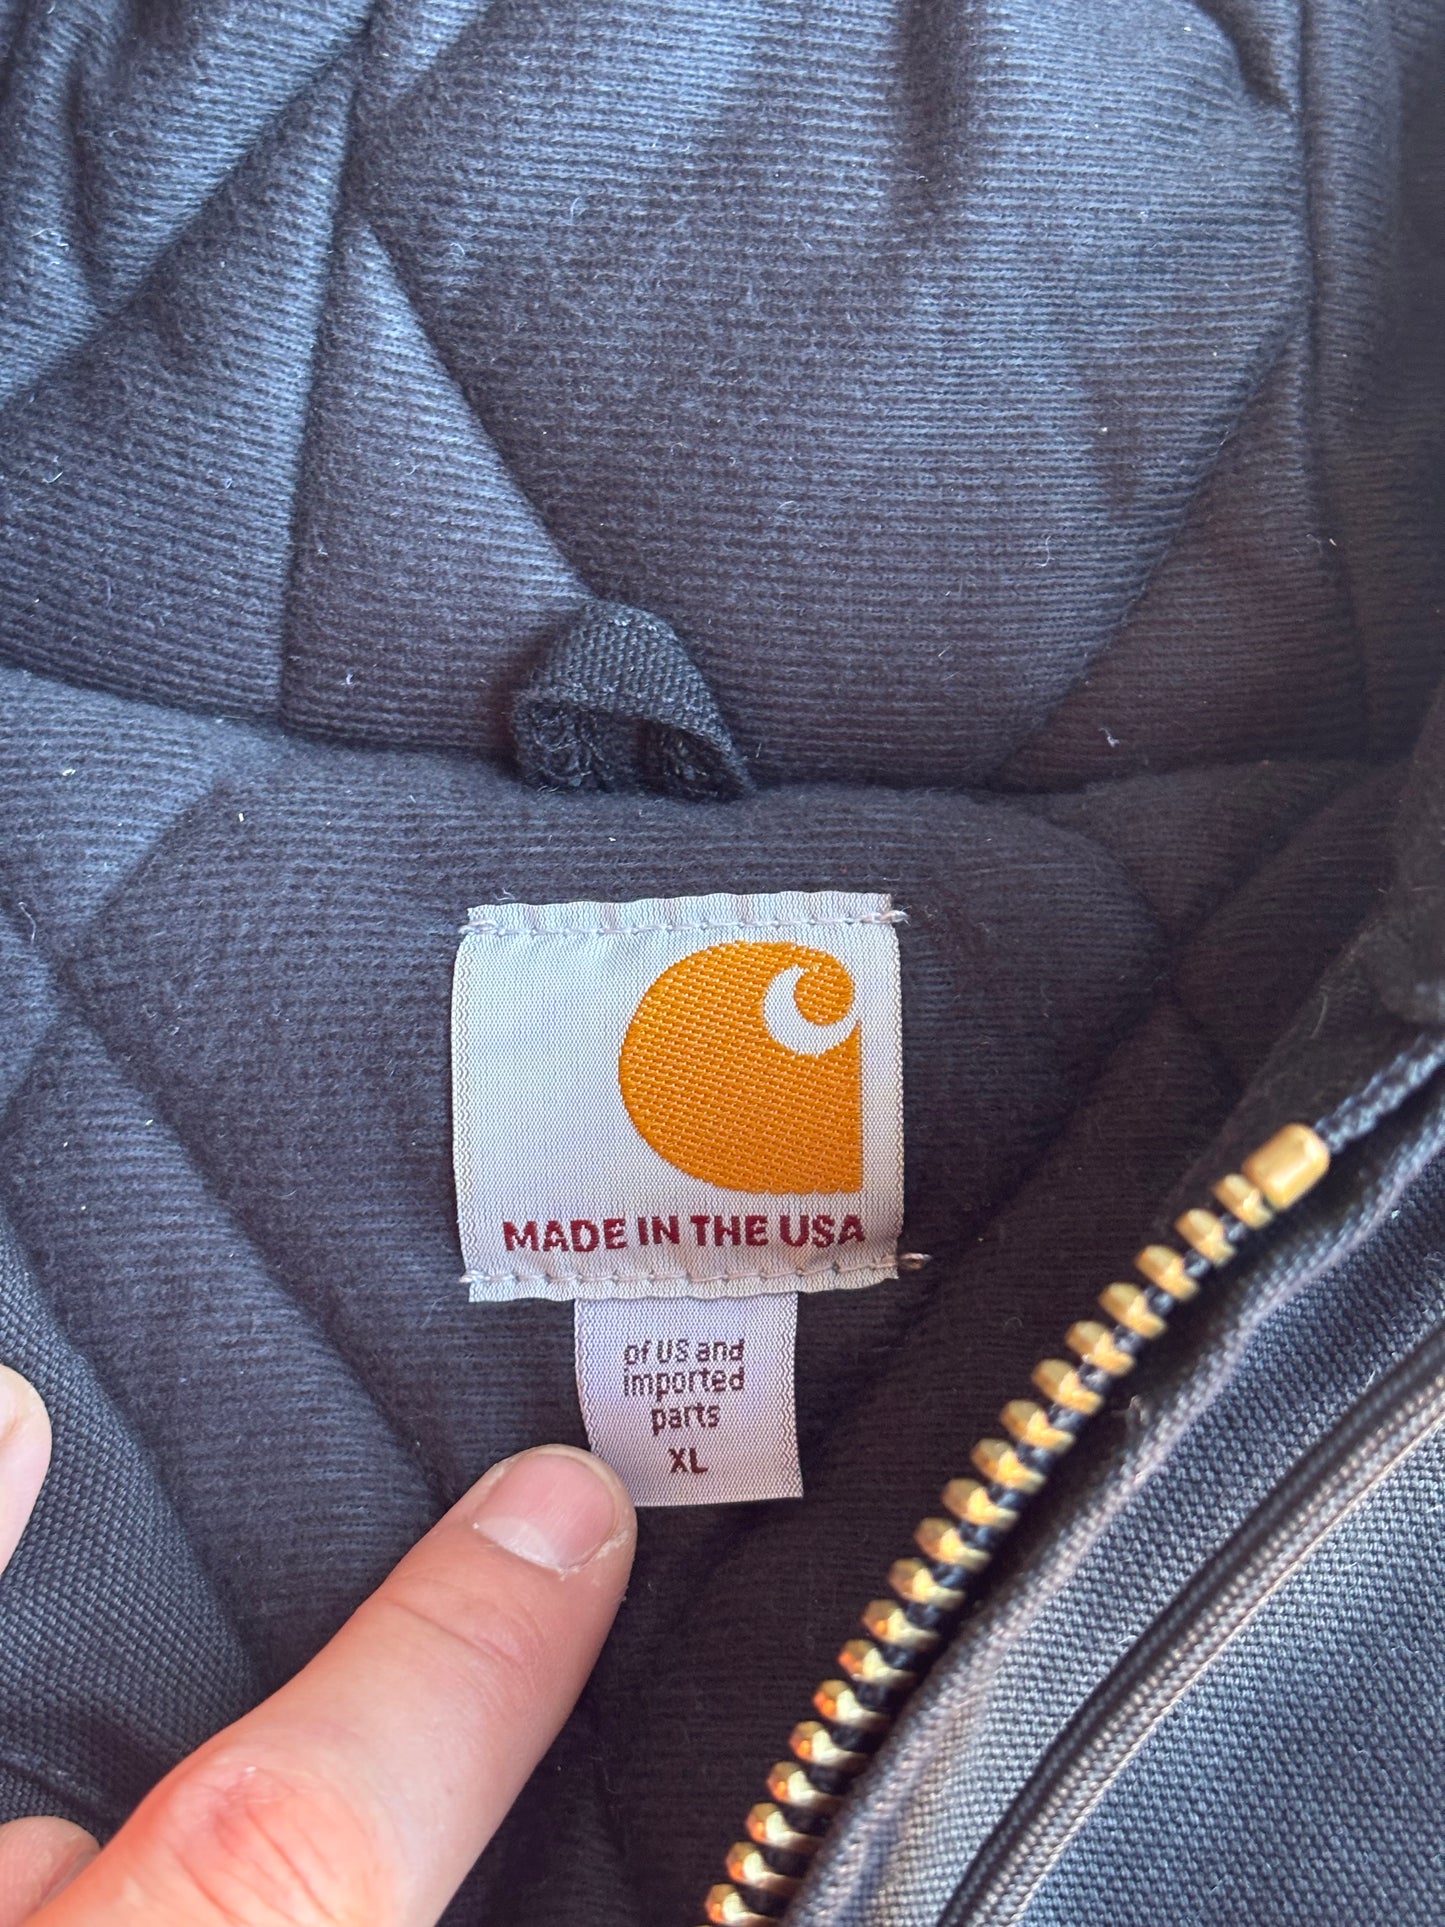 MADE IN THE USA
of US and
imported
parts
XL